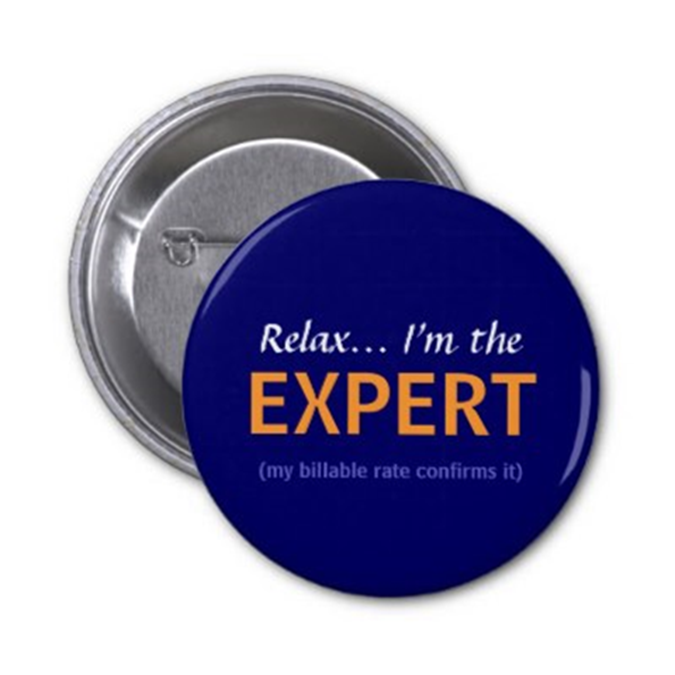 Relax... I'm the
EXPERT
(my billable rate confirms it)